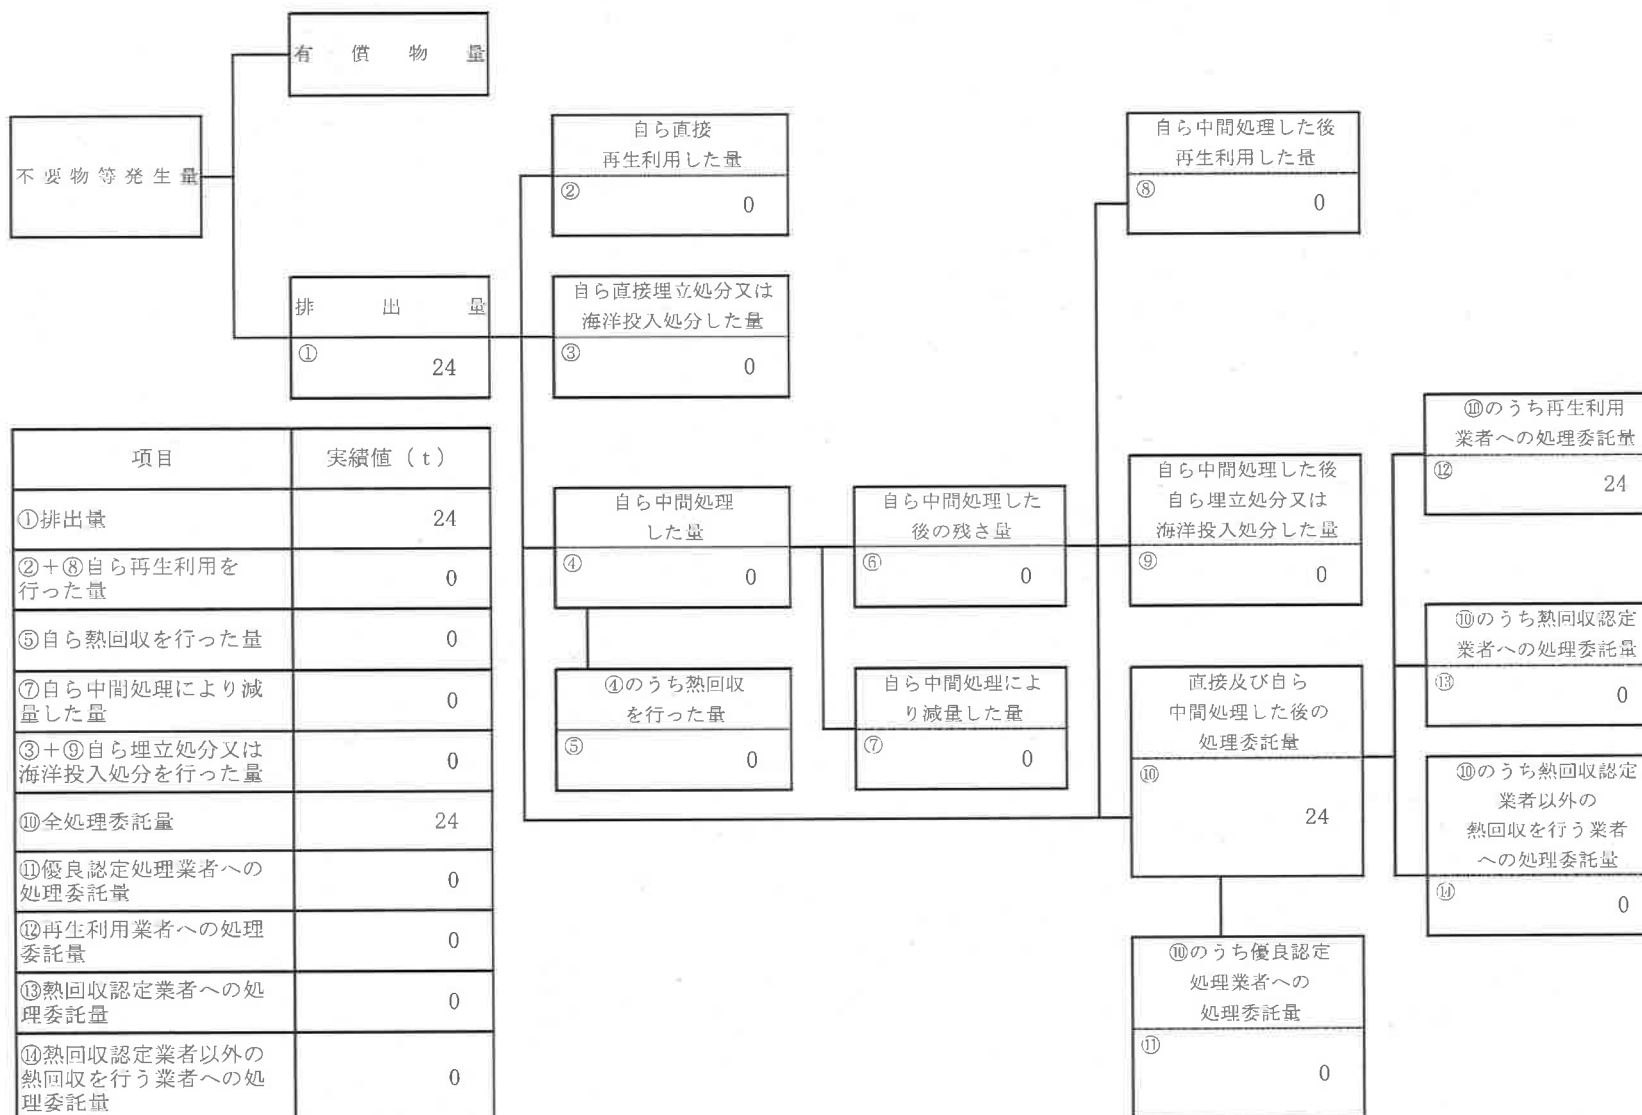 有償物量
不要物等発生量
排出量
①
24
自ら直接
再生利用した量
②
0
自ら直接埋立処分又は
海洋投入処分した量
③
0
自ら中間処理
した量
④
0
④のうち熱回収
を行った量
⑤
0
自ら中間処理した
後の残さ量
⑥
0
自ら中間処理によ
り減量した量
⑦
0
自ら中間処理した後
再生利用した量
⑧
0
自ら中間処理した後
自ら埋立処分又は
海洋投入処分した量
⑨
0
直接及び自ら
中間処理した後の
処理委託量
⑩
24
⑩のうち優良認定
処理業者への
処理委託量
⑪
0
⑩のうち再生利用
業者への処理委託量
⑫
24
⑩のうち熱回収認定
業者への処理委託量
⑬
0
⑩のうち熱回収認定
業者以外の
熱回収を行う業者
への処理委託量
⑭
0
項目 実績値(t)
①排出量 24
②+⑧自ら再生利用を
行った量 0
⑤自ら熱回収を行った量 0
⑦自ら中間処理により減
量した量 0
③+⑨自ら埋立処分又は
海洋投入処分を行った量 0
⑩全処理委託量 24
⑪優良認定処理業者への
処理委託量 0
⑫再生利用業者への処理
委託量 0
⑬熱回収認定業者への処
理委託量 0
⑭熱回収認定業者以外の
熱回収を行う業者への処
理委託量 0